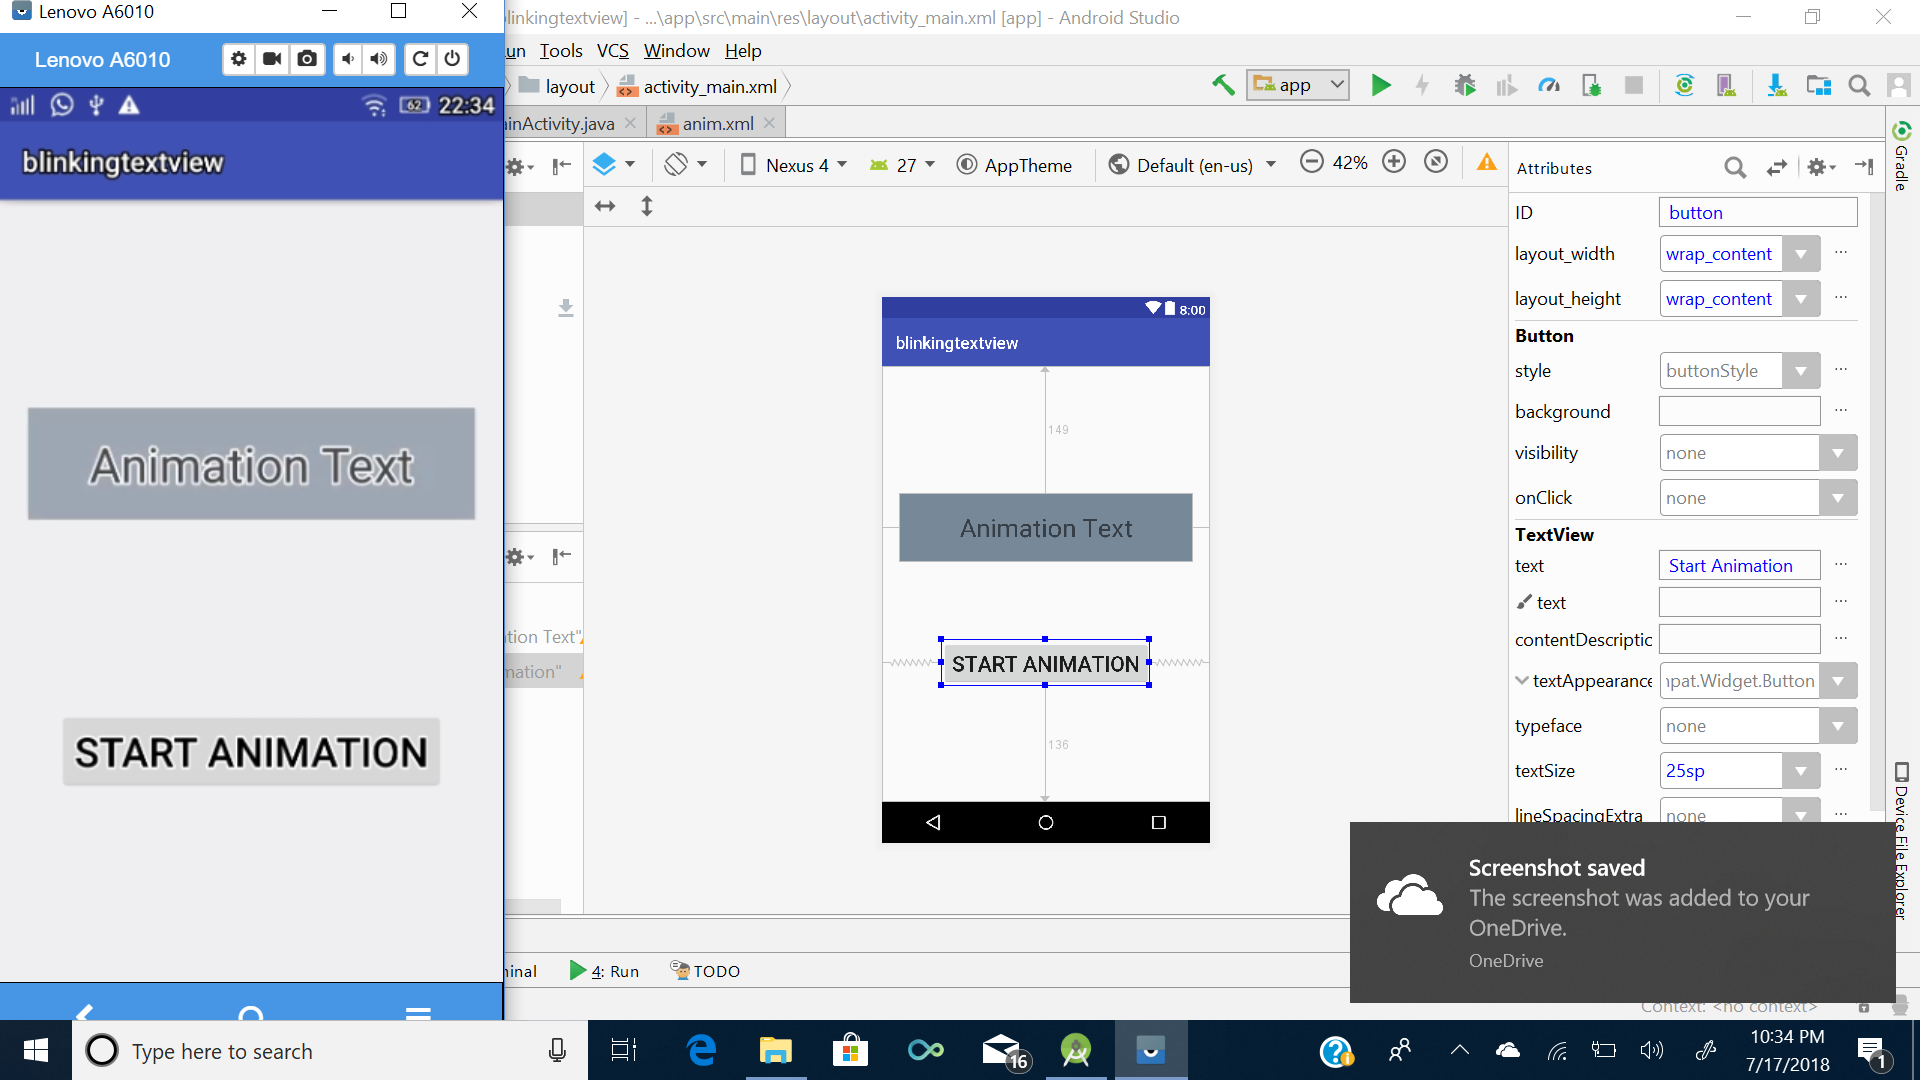 Lenovo A6010
Lenovo A6010
62 22:34
blinkingtextview
Animation Text
START ANIMATION
linkingtextview] - ...\app\src\main\res\layout\activity_main.xml [app] - Android Studio
un Tools VCS Window Help
layout activity_main.xml
app
inActivity.java anim.xml
Nexus 4 27 AppTheme Default (en-us) 42%
8:00
blinkingtextview
149
Animation Text
START ANIMATION
136
tion Text"
mation"
Attributes
ID button
layout_width wrap_content
layout_height wrap_content
Button
style buttonStyle
background
visibility none
onClick none
TextView
text Start Animation
text
contentDescriptic
textAppearance pat.Widget.Button
typeface none
textSize 25sp
lineSpacingExtra none
Gradle
Device File Explorer
Screenshot saved
The screenshot was added to your
OneDrive.
OneDrive
inal 4: Run TODO
Context: <no context>
Type here to search
16
10:34 PM
7/17/2018
1